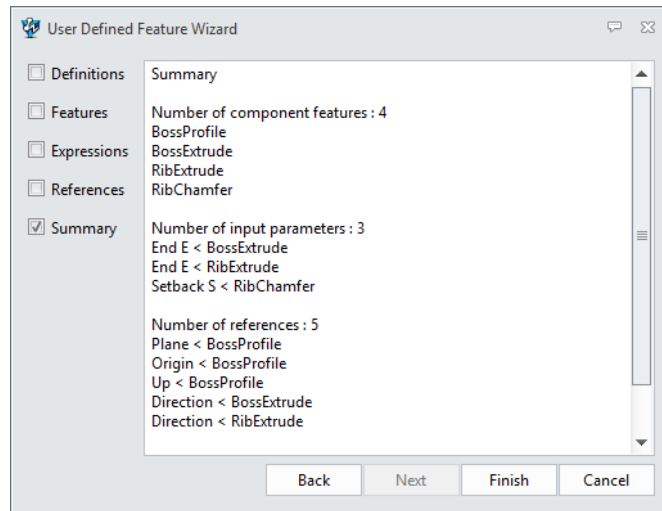 User Defined Feature Wizard
Definitions
Features
Expressions
References
Summary
Summary
Number of component features : 4
BossProfile
BossExtrude
RibExtrude
RibChamfer
Number of input parameters : 3
End E < BossExtrude
End E < RibExtrude
Setback S < RibChamfer
Number of references : 5
Plane < BossProfile
Origin < BossProfile
Up < BossProfile
Direction < BossExtrude
Direction < RibExtrude
Back Next Finish Cancel